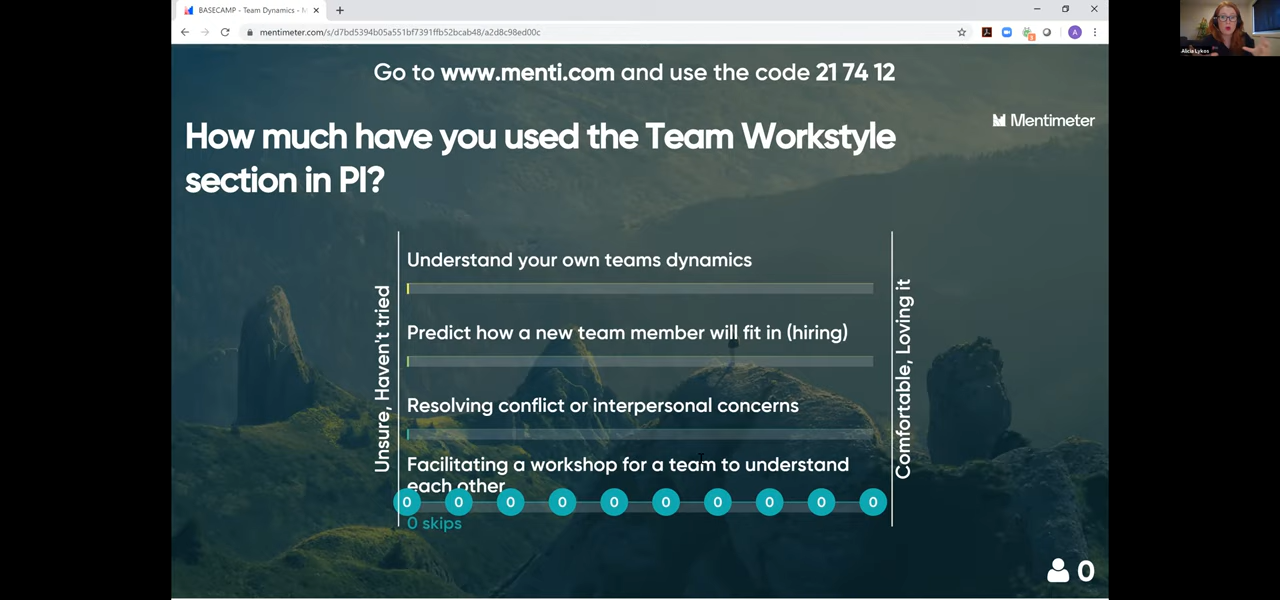 BASECAMP - Team Dynamics - M
mentimeter.com/s/d7bd5394b05a551bf7391ffb52bcab48/a2d8c98ed00c
A
Alicia Lykos
Go to www.menti.com and use the code 21 74 12
Mentimeter
How much have you used the Team Workstyle
section in PI?
Unsure, Haven't tried
Understand your own teams dynamics
Predict how a new team member will fit in (hiring)
Resolving conflict or interpersonal concerns
Facilitating a workshop for a team to understand
each other
0 0 0 0 0 0 0 0 0 0
0 skips
Comfortable, Loving it
0